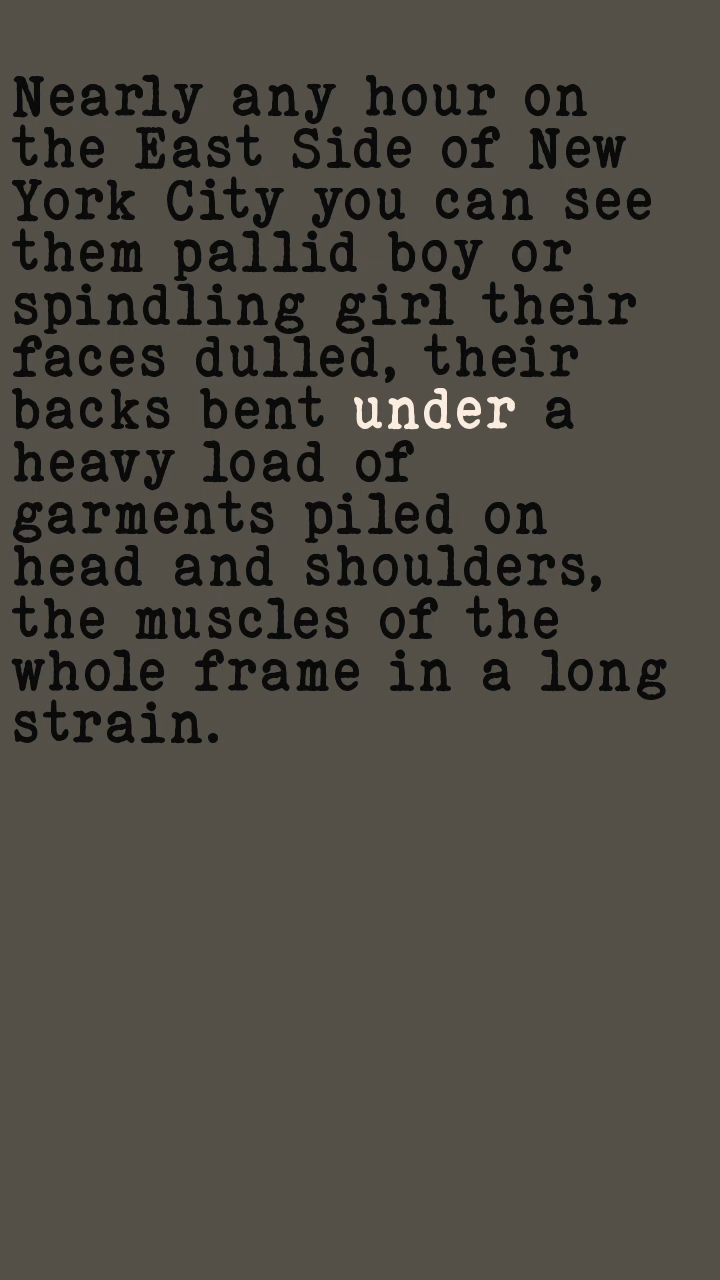 Nearly any hour on
the East Side of New
York City you can see
them pallid boy or
spindling girl their
faces dulled, their
backs bent under a
heavy load of
garments piled on
head and shoulders,
the muscles of the
whole frame in a long
strain.